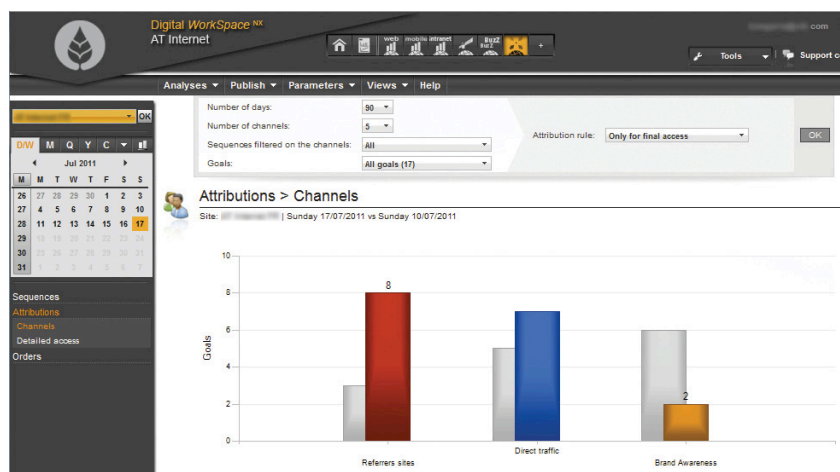 Digital WorkSpace NX
AT Internet
web mobile intranet BuzZ
.com
Tools
Support c
Analyses Publish Parameters Views Help
OK
Number of days: 90
Number of channels: 5
Sequences filtered on the channels: All
Goals: All goals (17)
Attribution rule: Only for final access
OK
D/W M Q Y C
Jul 2011
M M T W T F S S
26 27 28 29 30 1 2 3
27 4 5 6 7 8 9 10
28 11 12 13 14 15 16 17
29 18 19 20 21 22 23 24
30 25 26 27 28 29 30 31
31 1 2 3 4 5 6 7
Attributions > Channels
Site: | Sunday 17/07/2011 vs Sunday 10/07/2011
Sequences
Attributions
Channels
Detailed access
Orders
Goals
10
8
6
4
2
0
8
2
Referrers sites
Direct traffic
Brand Awareness